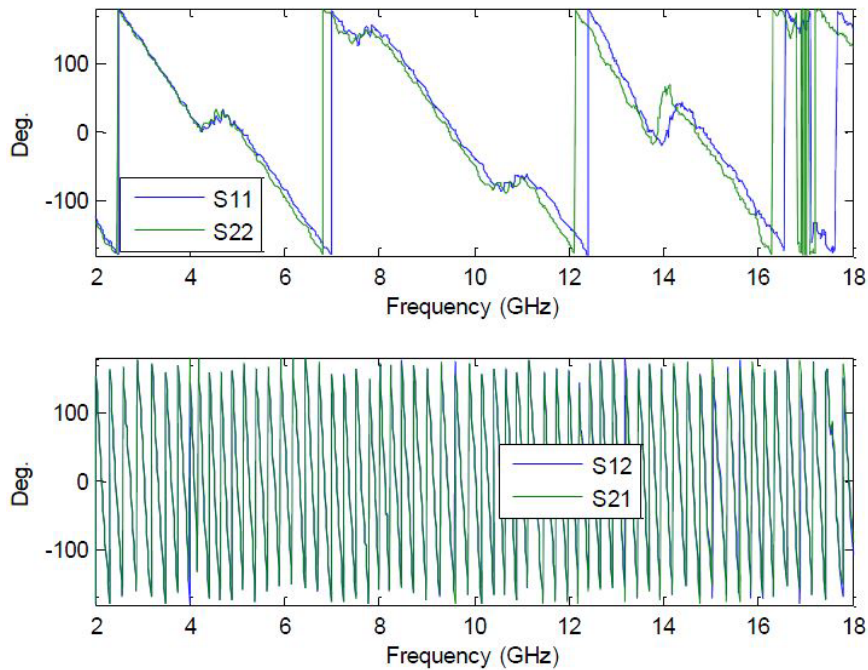 Deg.
100
0
-100
S11
S22
2 4 6 8 10 12 14 16 18
Frequency (GHz)
Deg.
100
0
-100
S12
S21
2 4 6 8 10 12 14 16 18
Frequency (GHz)